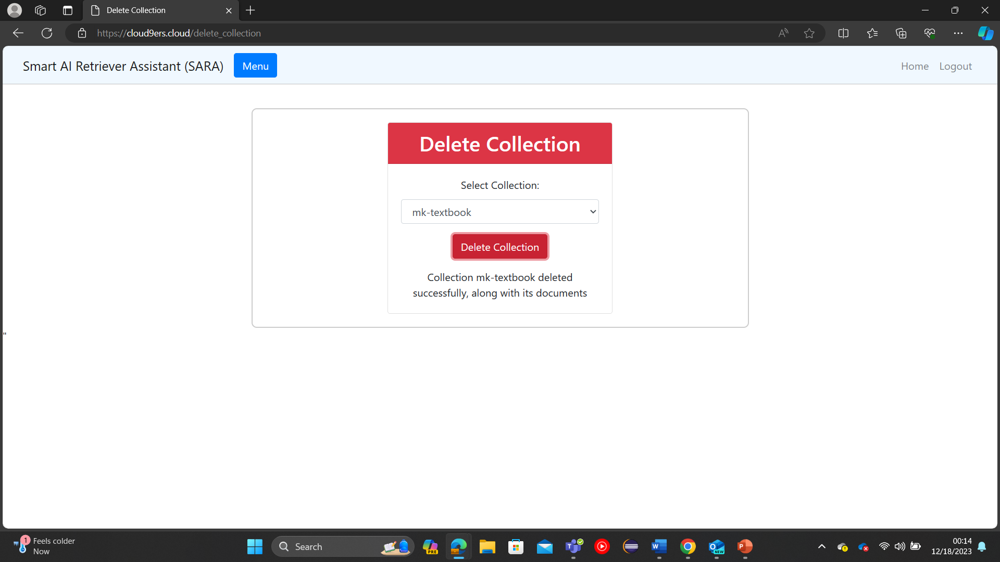 Delete Collection
https://cloud9ers.cloud/delete_collection
Smart AI Retriever Assistant (SARA)
Menu
Home
Logout
Delete Collection
Select Collection:
mk-textbook
Delete Collection
Collection mk-textbook deleted
successfully, along with its documents
"
1
Feels colder
Now
Search
PRE
T
W
O
NEW
P
00:14
12/18/2023